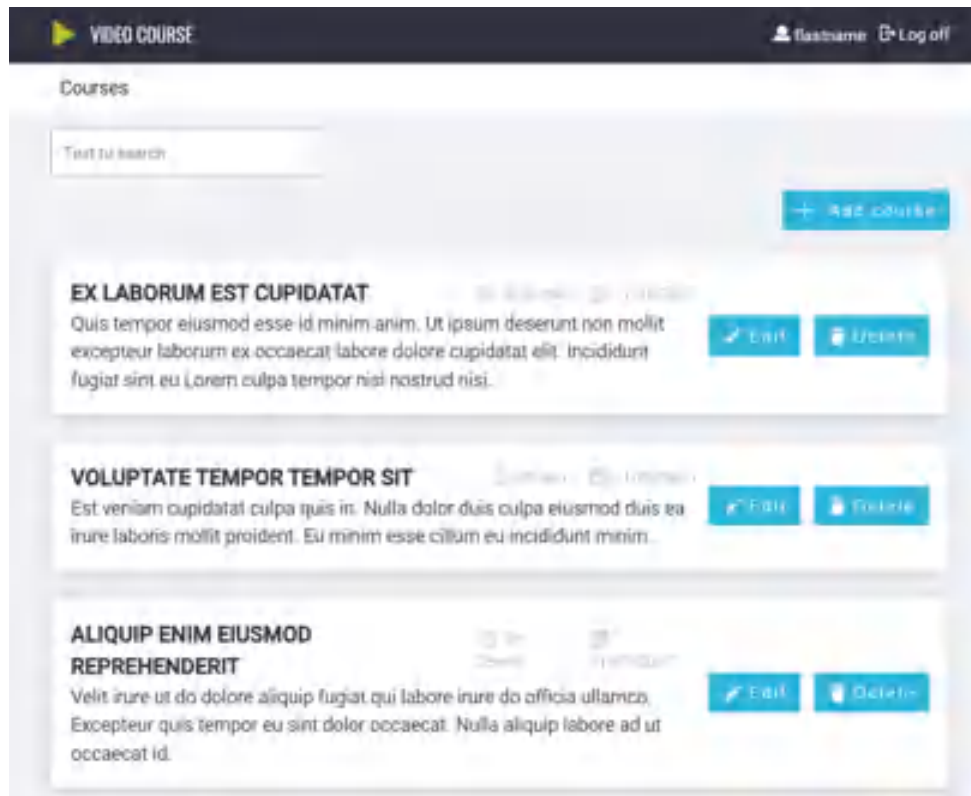 VIDEO COURSE
flastname Log off
Courses
Text to search
+ Add course
EX LABORUM EST CUPIDATAT
Quis tempor eiusmod esse id minim anim. Ut ipsum deserunt non mollit
excepteur laborum ex occaecat labore dolore cupidatat elit. Incididunt
fugiat sint eu Lorem culpa tempor nisi nostrud nisi.
Edit Delete
VOLUPTATE TEMPOR TEMPOR SIT
Est veniam cupidatat culpa quis in. Nulla dolor duis culpa eiusmod duis ea
irure laboris mollit proident. Eu minim esse cillum eu incididunt minim.
Edit Delete
ALIQUIP ENIM EIUSMOD
REPREHENDERIT
Velit irure ut do dolore aliquip fugiat qui labore irure do officia ullamco.
Excepteur quis tempor eu sint dolor occaecat. Nulla aliquip labore ad ut
occaecat id.
Edit Delete